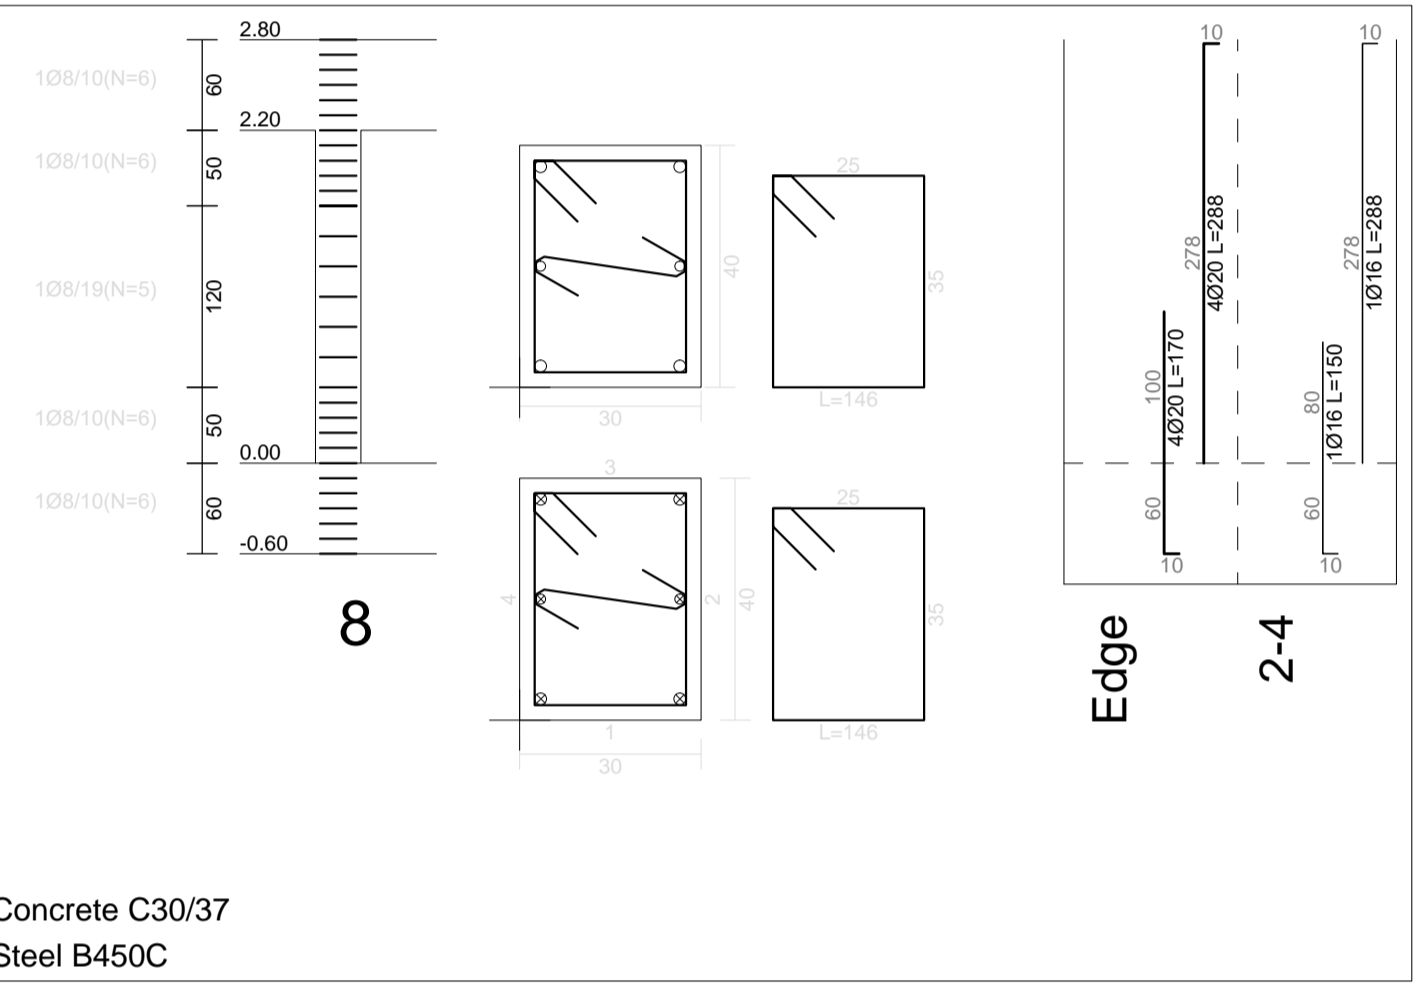 2.80
1Ø8/10(N=6)
60
2.20
1Ø8/10(N=6)
50
1Ø8/19(N=5)
120
1Ø8/10(N=6)
50
0.00
1Ø8/10(N=6)
60
-0.60
8
40
30
25
35
L=146
3
4
2
40
1
30
25
35
L=146
10
278
4Ø20 L=288
100
4Ø20 L=170
60
10
10
278
1Ø16 L=288
80
1Ø16 L=150
60
10
Edge
2-4
Concrete C30/37
Steel B450C